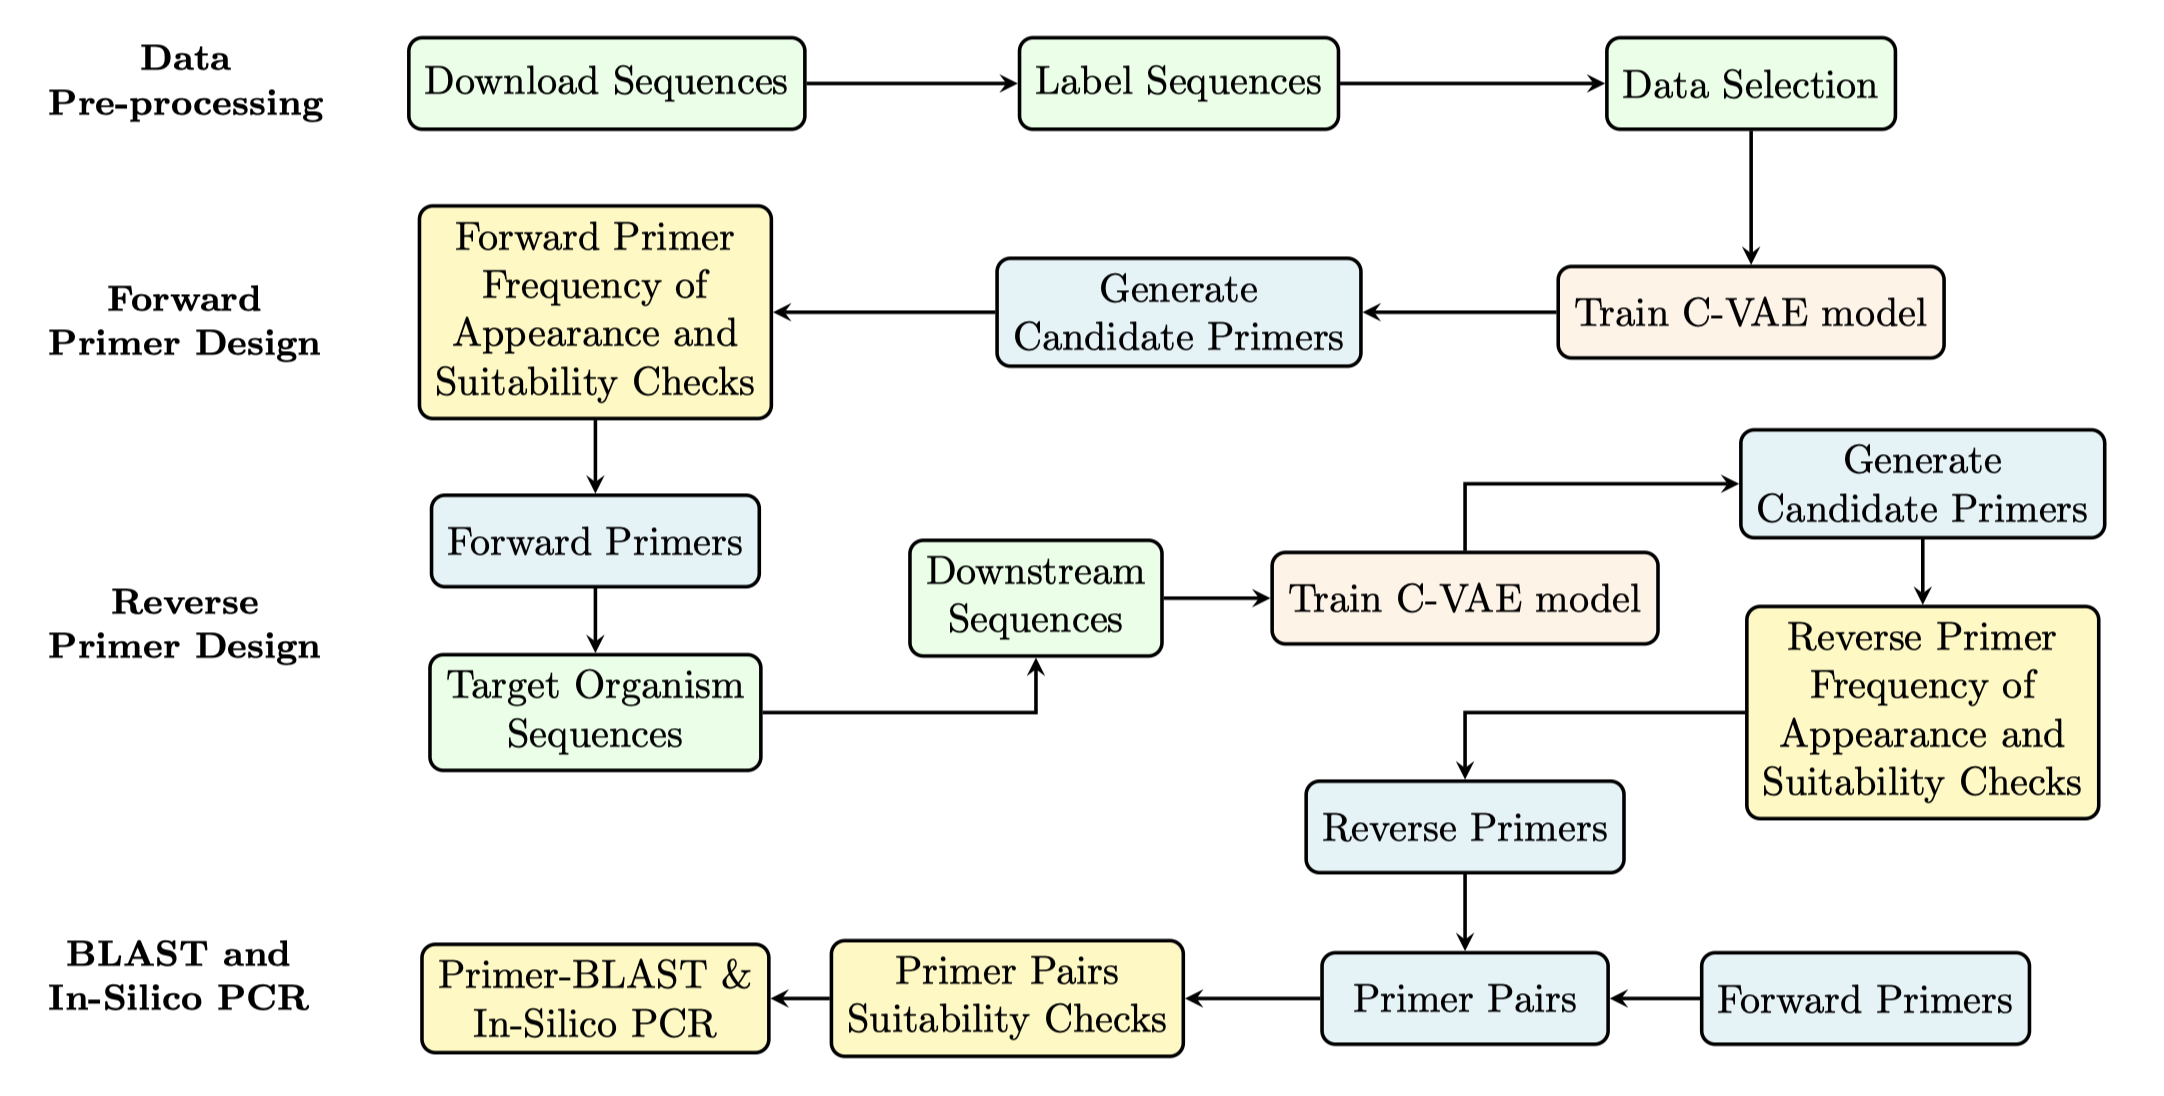 Data
Pre-processing
Download Sequences
Label Sequences
Data Selection
Forward
Primer Design
Forward Primer
Frequency of
Appearance and
Suitability Checks
Generate
Candidate Primers
Train C-VAE model
Reverse
Primer Design
Forward Primers
Target Organism
Sequences
Downstream
Sequences
Train C-VAE model
Generate
Candidate Primers
Reverse Primer
Frequency of
Appearance and
Suitability Checks
Reverse Primers
BLAST and
In-Silico PCR
Primer-BLAST &
In-Silico PCR
Primer Pairs
Suitability Checks
Primer Pairs
Forward Primers